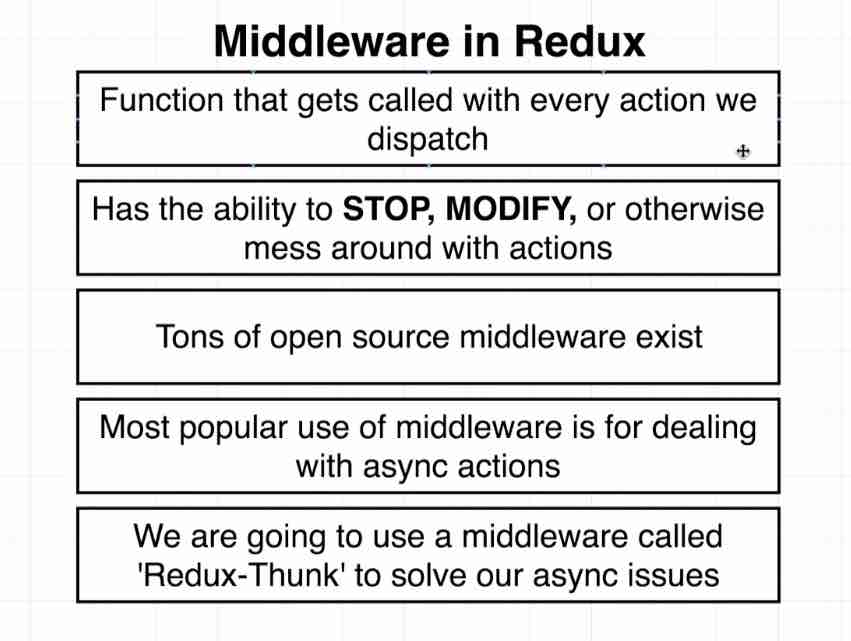 Middleware in Redux
Function that gets called with every action we
dispatch
Has the ability to STOP, MODIFY, or otherwise
mess around with actions
Tons of open source middleware exist
Most popular use of middleware is for dealing
with async actions
We are going to use a middleware called
'Redux-Thunk' to solve our async issues